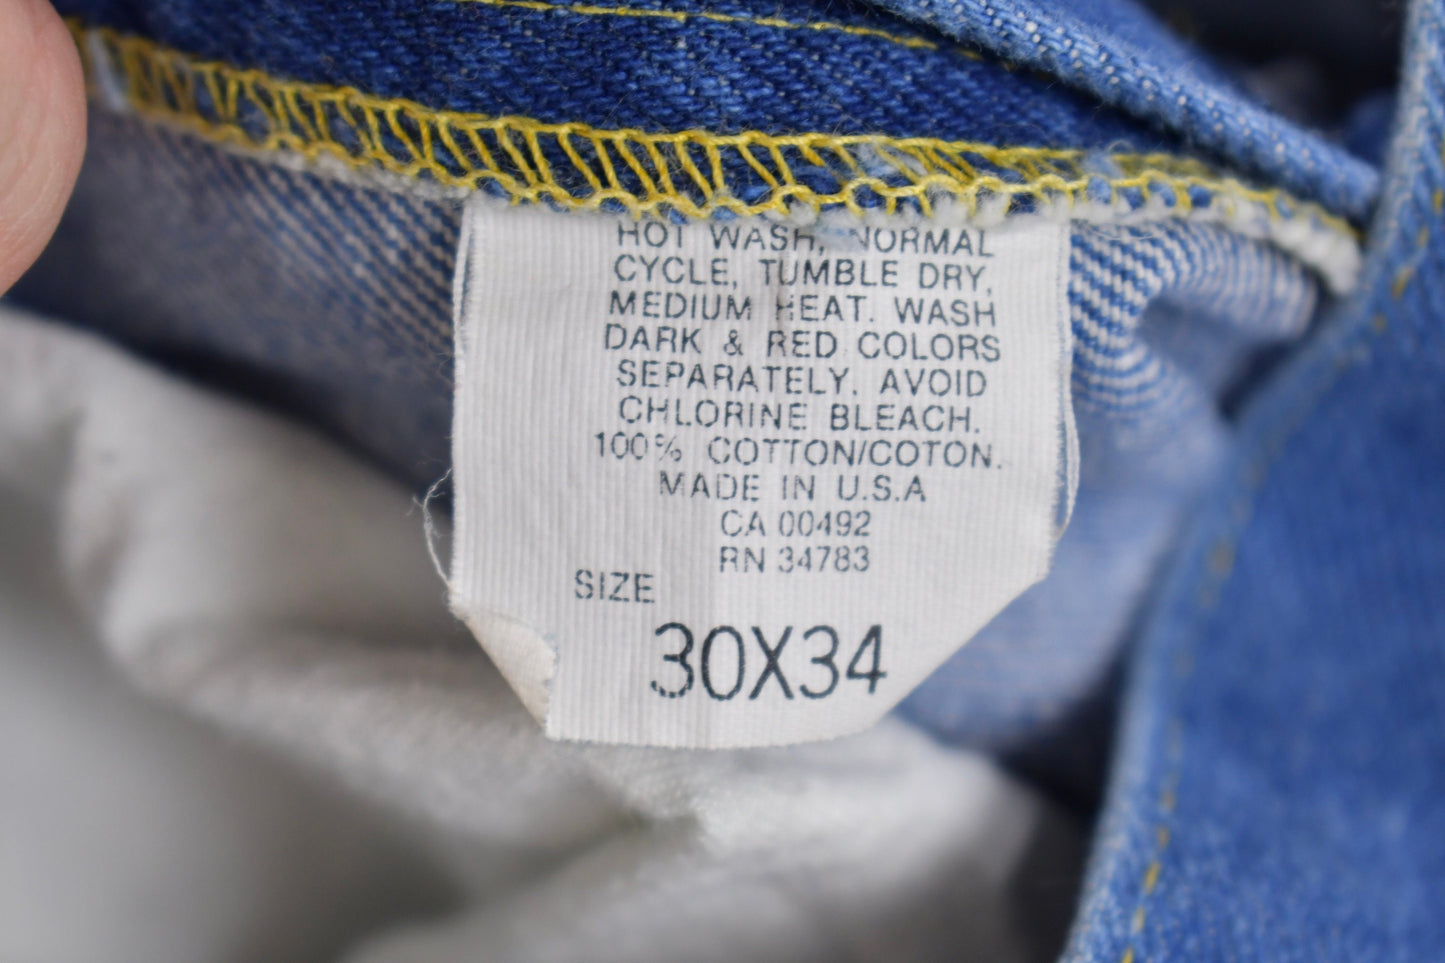 HOT WASH, NORMAL
CYCLE, TUMBLE DRY,
MEDIUM HEAT. WASH
DARK & RED COLORS
SEPARATELY. AVOID
CHLORINE BLEACH.
100% COTTON/COTON.
MADE IN U.S.A
CA 00492
RN 34783
SIZE
30X34